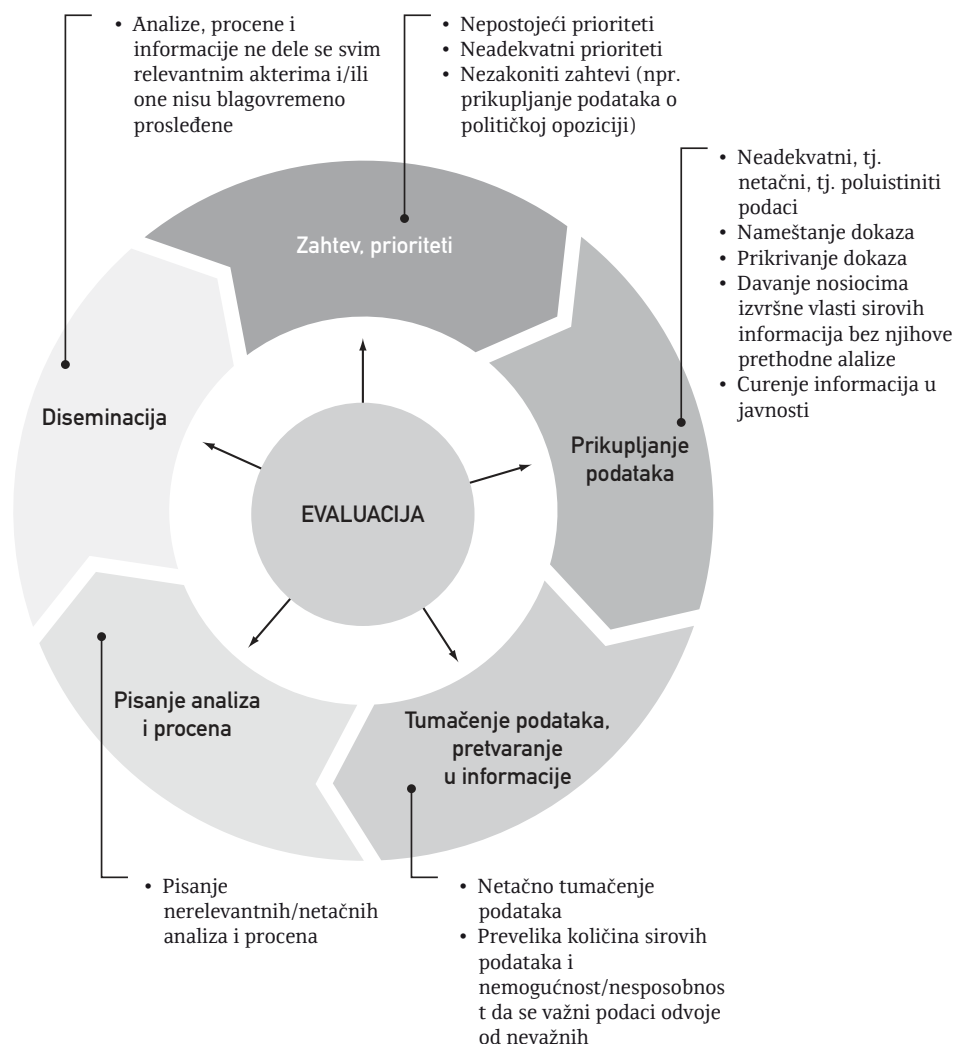 • Analize, procene i
informacije ne dele se svim
relevantnim akterima i/ili
one nisu blagovremeno
prosleđene
• Nepostojeći prioriteti
• Neadekvatni prioriteti
• Nezakoniti zahtevi (npr.
prikupljanje podataka o
političkoj opoziciji)
• Neadekvatni, tj.
netačni, tj. poluistiniti
podaci
• Nameštanje dokaza
• Prikrivanje dokaza
• Davanje nosiocima
izvršne vlasti sirovih
informacija bez njihove
prethodne alalize
• Curenje informacija u
javnosti
Zahtev, prioriteti
Diseminacija
Prikupljanje
podataka
EVALUACIJA
Pisanje analiza
i procena
Tumačenje podataka,
pretvaranje
u informacije
• Pisanje
nerelevantnih/netačnih
analiza i procena
• Netačno tumačenje
podataka
• Prevelika količina sirovih
podataka i
nemogućnost/nesposobnos
t da se važni podaci odvoje
od nevažnih